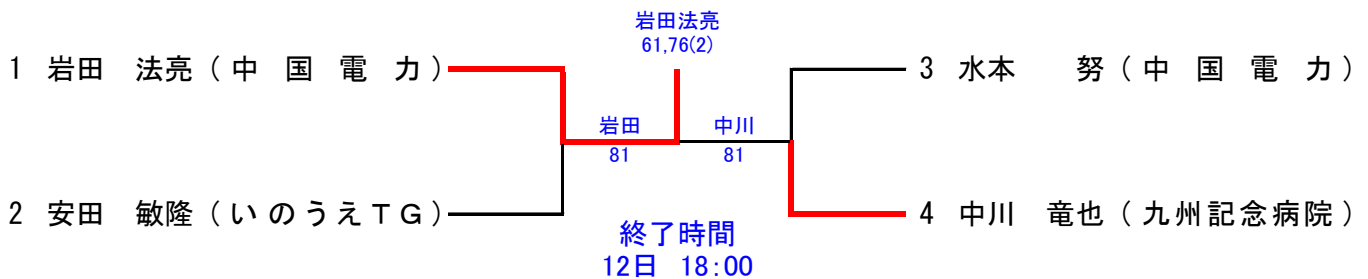 岩田法亮
61,76(2)
1 岩田 法亮(中国電力)
3 水本 努(中国電力)
岩田
中川
81
81
2 安田 敏隆(いのうえTG)
4 中川 竜也(九州記念病院)
終了時間
12日 18:00